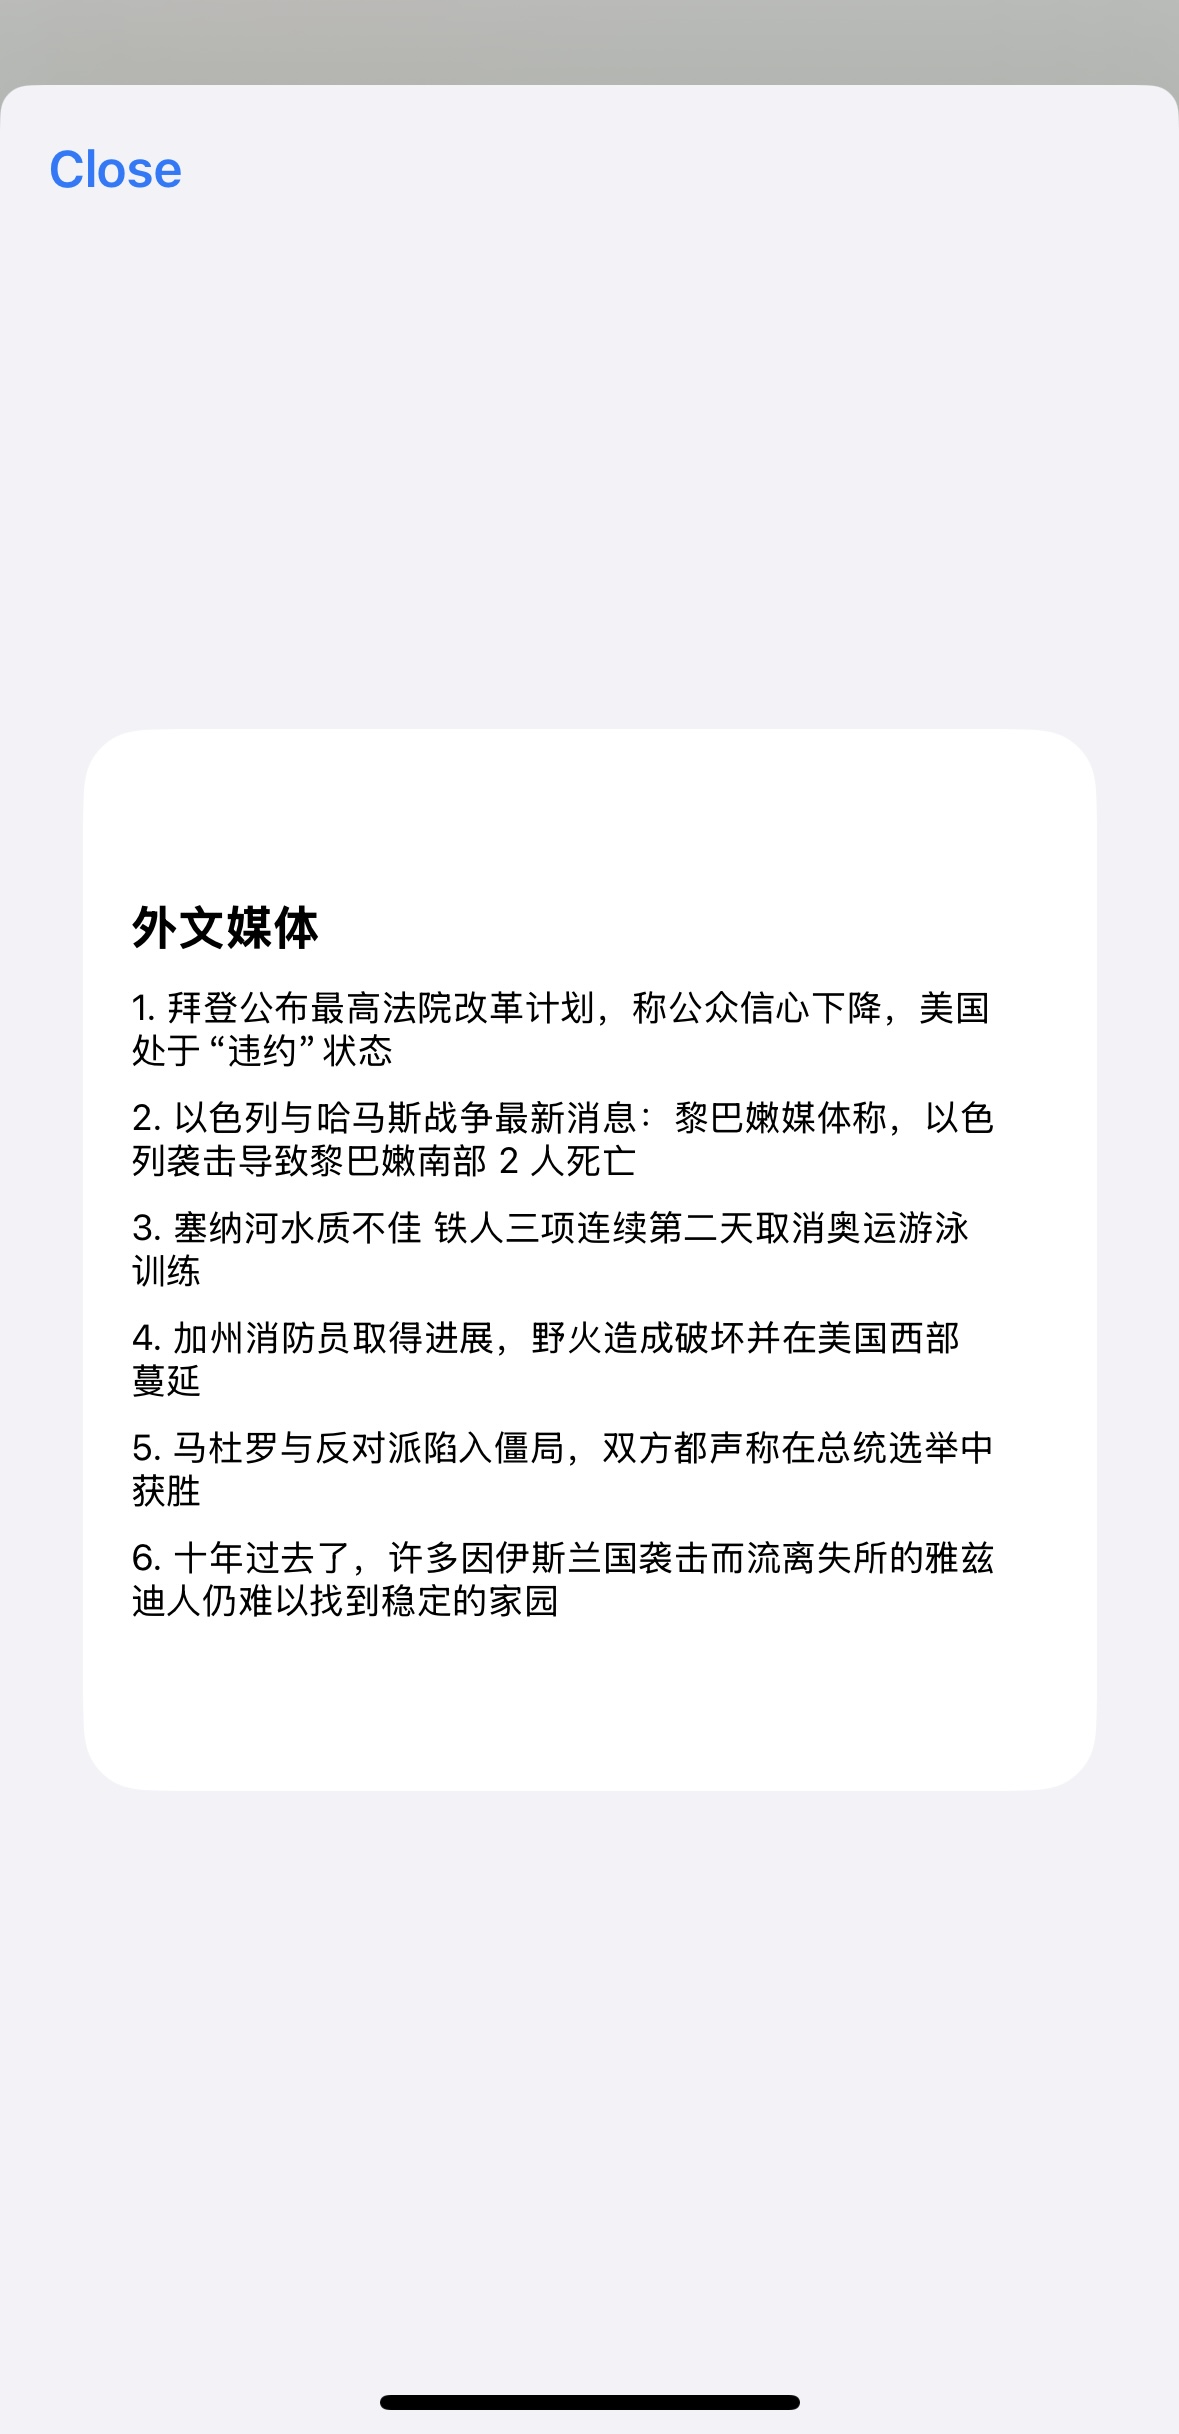 Close
外文媒体
1. 拜登公布最高法院改革计划，称公众信心下降，美国
处于 “违约” 状态
2. 以色列与哈马斯战争最新消息：黎巴嫩媒体称，以色
列袭击导致黎巴嫩南部 2 人死亡
3. 塞纳河水质不佳 铁人三项连续第二天取消奥运游泳
训练
4. 加州消防员取得进展，野火造成破坏并在美国西部
蔓延
5. 马杜罗与反对派陷入僵局，双方都声称在总统选举中
获胜
6. 十年过去了，许多因伊斯兰国袭击而流离失所的雅兹
迪人仍难以找到稳定的家园